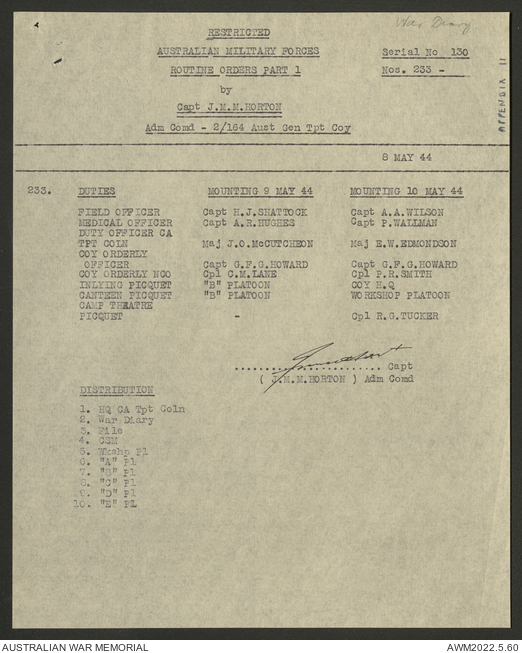 War Diary
RESTRICTED
AUSTRALIAN MILITARY FORCES Serial No 130
ROUTINE ORDERS PART 1 Nos. 233 -
APPENDIX 11
by
Capt J.M.M.HORTON
Adm Comd - 2/164 Aust Gen Tpt Coy
8 MAY 44
233. DUTIES MOUNTING 9 MAY 44 MOUNTING 10 MAY 44
FIELD OFFICER Capt H.J.SHATTOCK Capt A.A.WILSON
MEDICAL OFFICER Capt A.R.HUGHES Capt P.WALLMAN
DUTY OFFICER CA
TPT COLN Maj J.O.McCUTCHEON Maj E.W.EDMONDSON
COY ORDERLY
OFFICER Capt G.F.G.HOWARD Capt G.F.G.HOWARD
COY ORDERLY NCO Cpl C.M.LANE Cpl P.R.SMITH
INLYING PICQUET "B" PLATOON COY H.Q
CANTEEN PICQUET "B" PLATOON WORKSHOP PLATOON
CAMP THEATRE
PICQUET - Cpl R.G.TUCKER
.......................... Capt
( J.M.M.HORTON ) Adm Comd
DISTRIBUTION
1. HQ CA Tpt Coln
2. War Diary
3. File
4. CSM
5. Wkshp Pl
6. "A" Pl
7. "B" Pl
8. "C" Pl
9. "D" Pl
10. "E" PL
AUSTRALIAN WAR MEMORIAL AWM2022.5.60